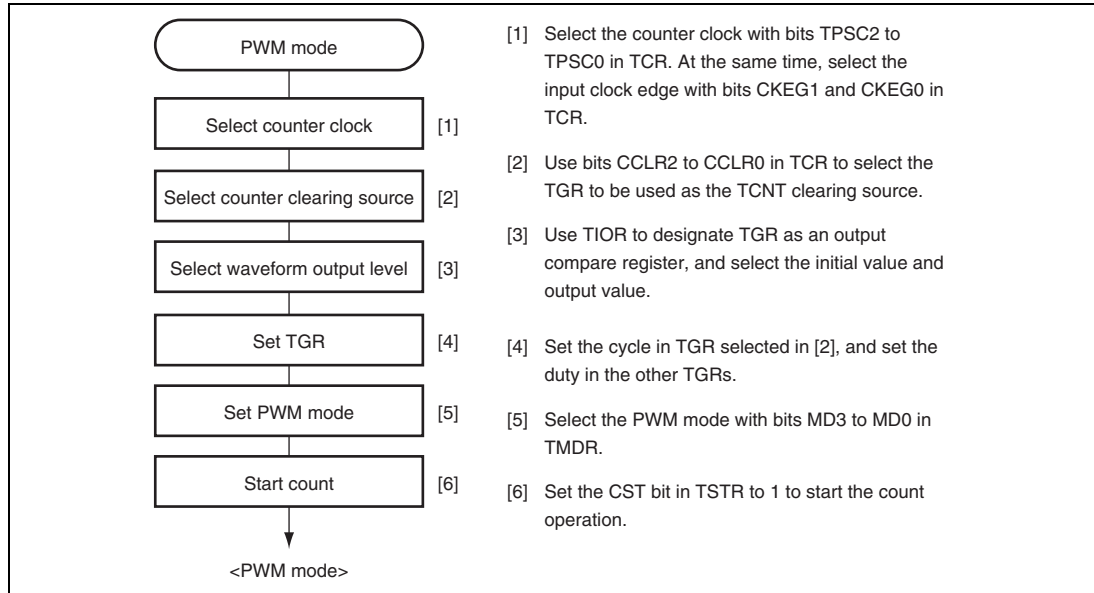 PWM mode
Select counter clock [1]
Select counter clearing source [2]
Select waveform output level [3]
Set TGR [4]
Set PWM mode [5]
Start count [6]
<PWM mode>
[1] Select the counter clock with bits TPSC2 to
TPSC0 in TCR. At the same time, select the
input clock edge with bits CKEG1 and CKEG0 in
TCR.
[2] Use bits CCLR2 to CCLR0 in TCR to select the
TGR to be used as the TCNT clearing source.
[3] Use TIOR to designate TGR as an output
compare register, and select the initial value and
output value.
[4] Set the cycle in TGR selected in [2], and set the
duty in the other TGRs.
[5] Select the PWM mode with bits MD3 to MD0 in
TMDR.
[6] Set the CST bit in TSTR to 1 to start the count
operation.